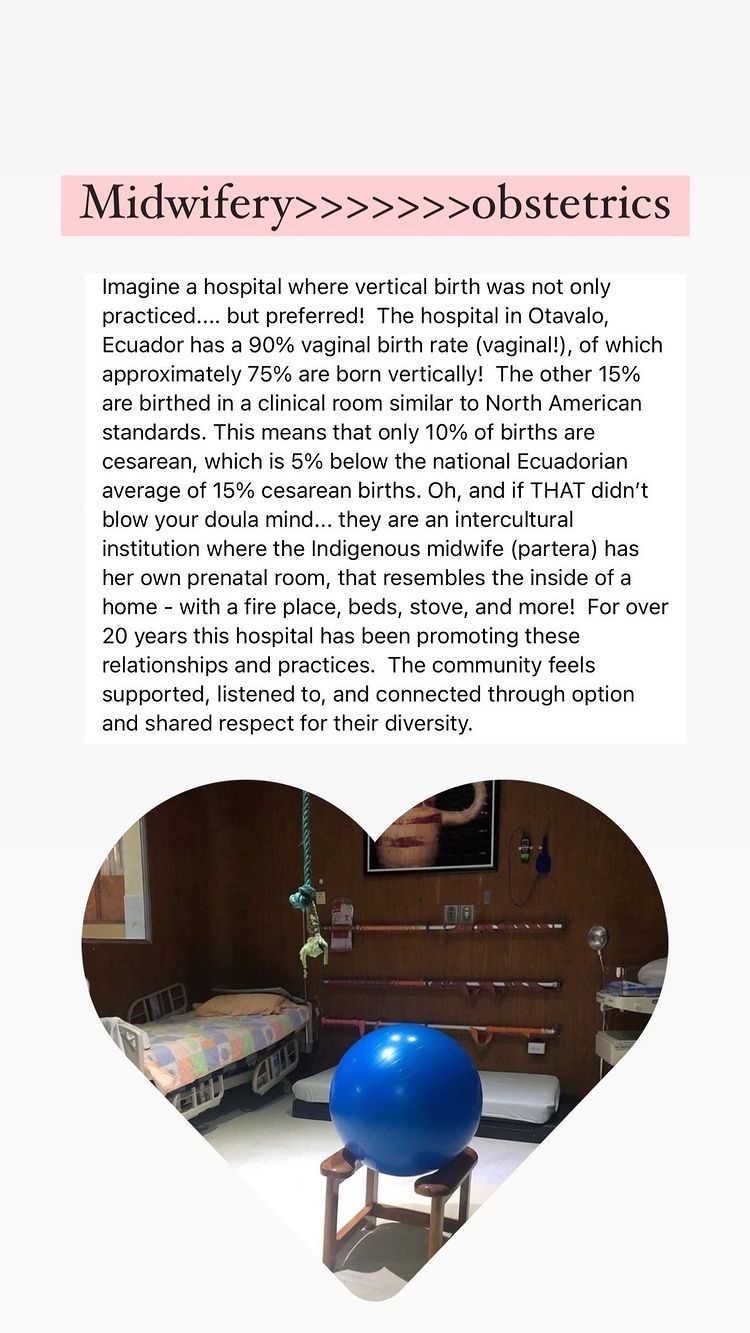 Midwifery>>>>>>>obstetrics
Imagine a hospital where vertical birth was not only
practiced.... but preferred!  The hospital in Otavalo,
Ecuador has a 90% vaginal birth rate (vaginal!), of which
approximately 75% are born vertically!  The other 15%
are birthed in a clinical room similar to North American
standards. This means that only 10% of births are
cesarean, which is 5% below the national Ecuadorian
average of 15% cesarean births. Oh, and if THAT didn’t
blow your doula mind... they are an intercultural
institution where the Indigenous midwife (partera) has
her own prenatal room, that resembles the inside of a
home - with a fire place, beds, stove, and more!  For over
20 years this hospital has been promoting these
relationships and practices.  The community feels
supported, listened to, and connected through option
and shared respect for their diversity.